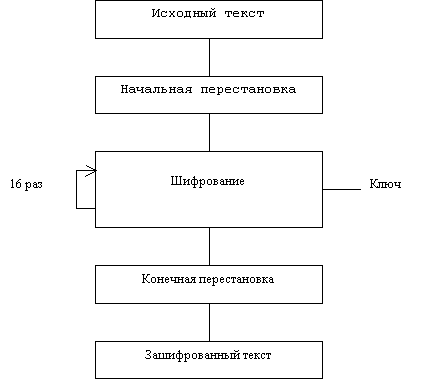 Исходный текст
Начальная перестановка
Шифрование
16 раз
Ключ
Конечная перестановка
Зашифрованный текст